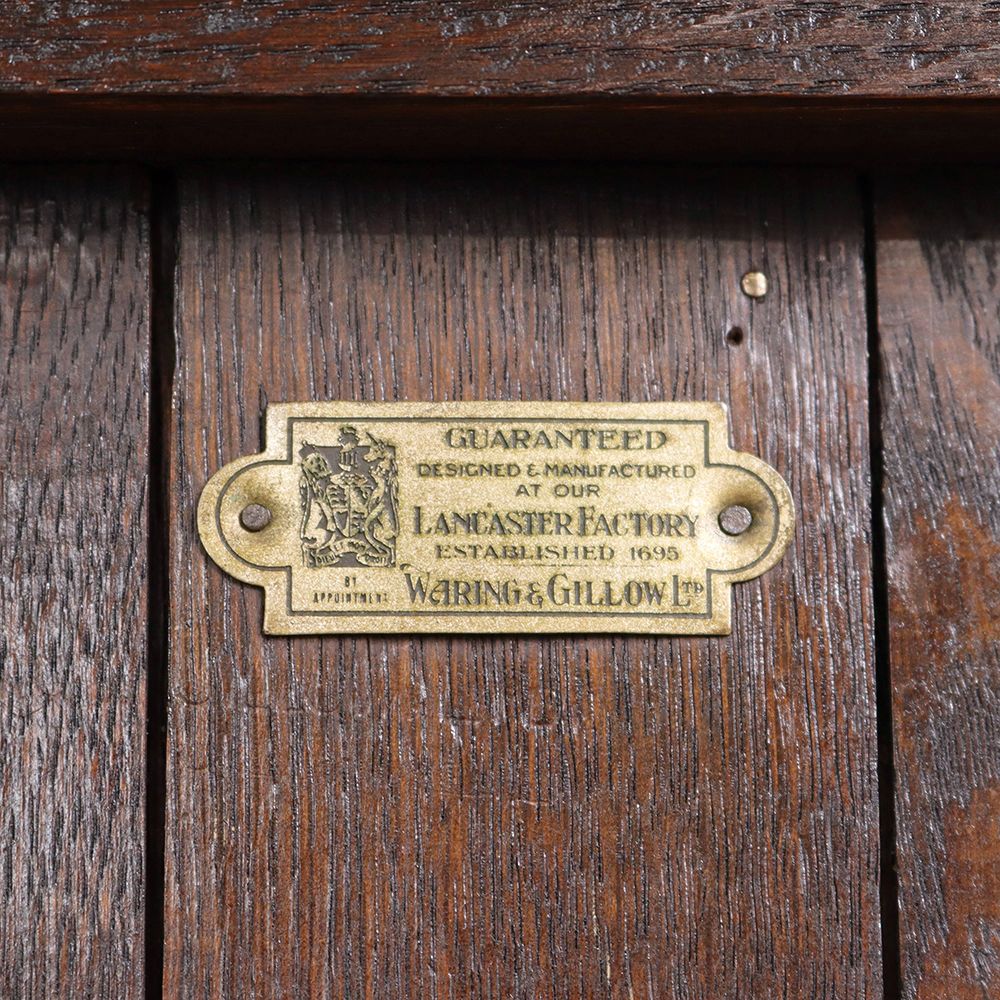 GUARANTEED
DESIGNED & MANUFACTURED
AT OUR
LANCASTER FACTORY
ESTABLISHED 1695
WARING & GILLOW LTD
BY
APPOINTMENT